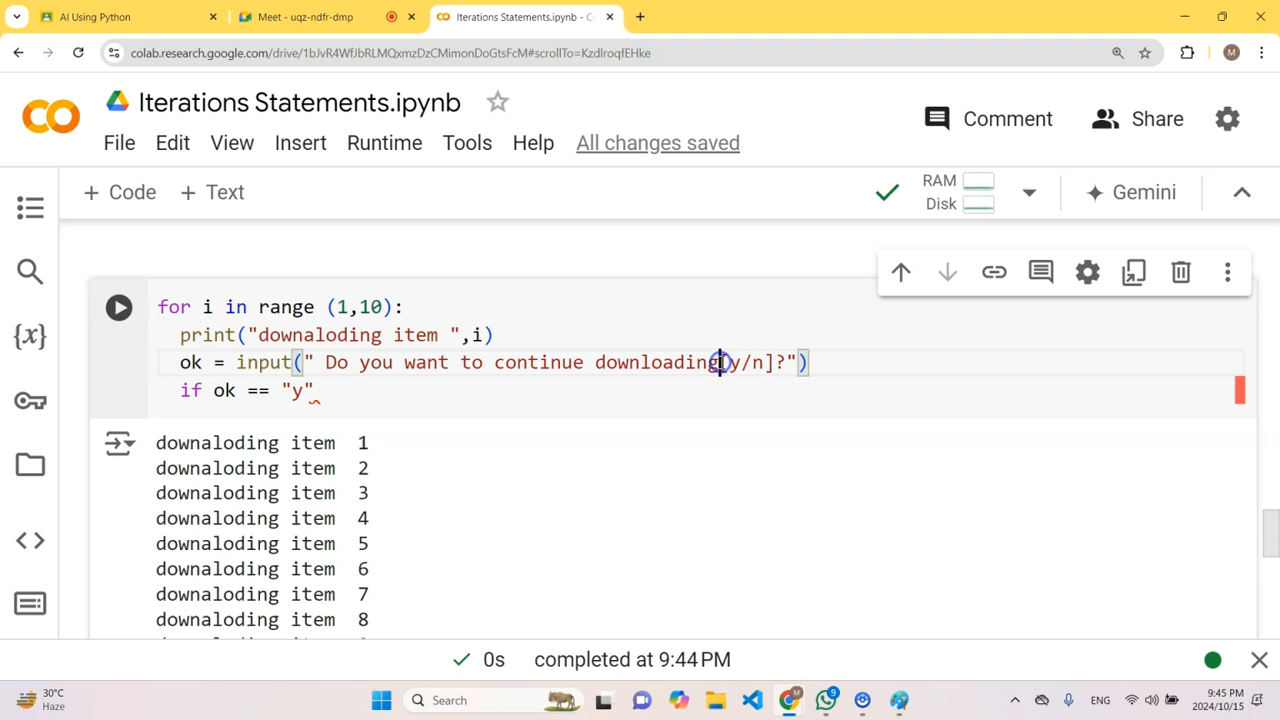 AI Using Python
Meet - uqz-ndfr-dmp
Iterations Statements.ipynb - C
colab.research.google.com/drive/1bJvR4WfJbRLMQxmzDzCMimonDoGtsFcM#scrollTo=KzdIroqfEHke
M
CO
Iterations Statements.ipynb
Comment
Share
File Edit View Insert Runtime Tools Help All changes saved
+ Code + Text
RAM
Disk
Gemini
for i in range (1,10):
print("downaloding item ",i)
ok = input(" Do you want to continue downloading[y/n]?")
if ok == "y"
{x}
downaloding item 1
downaloding item 2
downaloding item 3
downaloding item 4
downaloding item 5
downaloding item 6
downaloding item 7
downaloding item 8
0s completed at 9:44 PM
30°C
Haze
Search
M
9
ENG
9:45 PM
2024/10/15